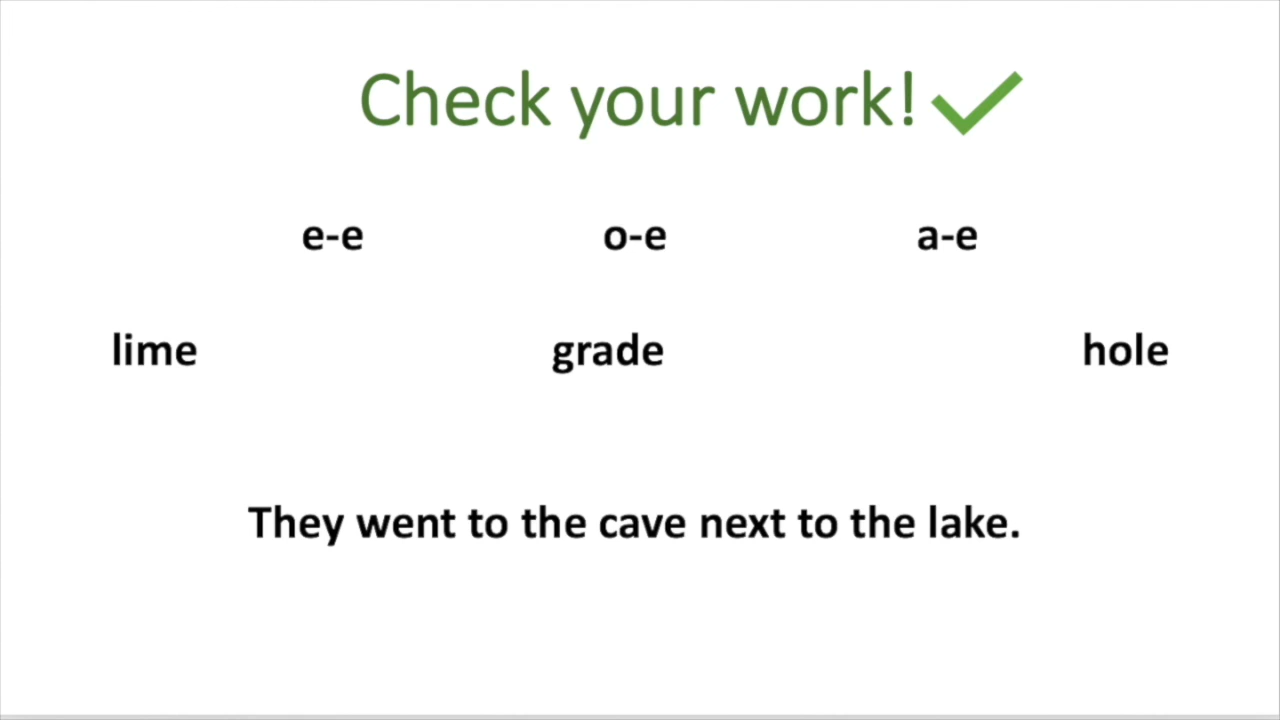 Check your work!
e-e o-e a-e
lime grade hole
They went to the cave next to the lake.